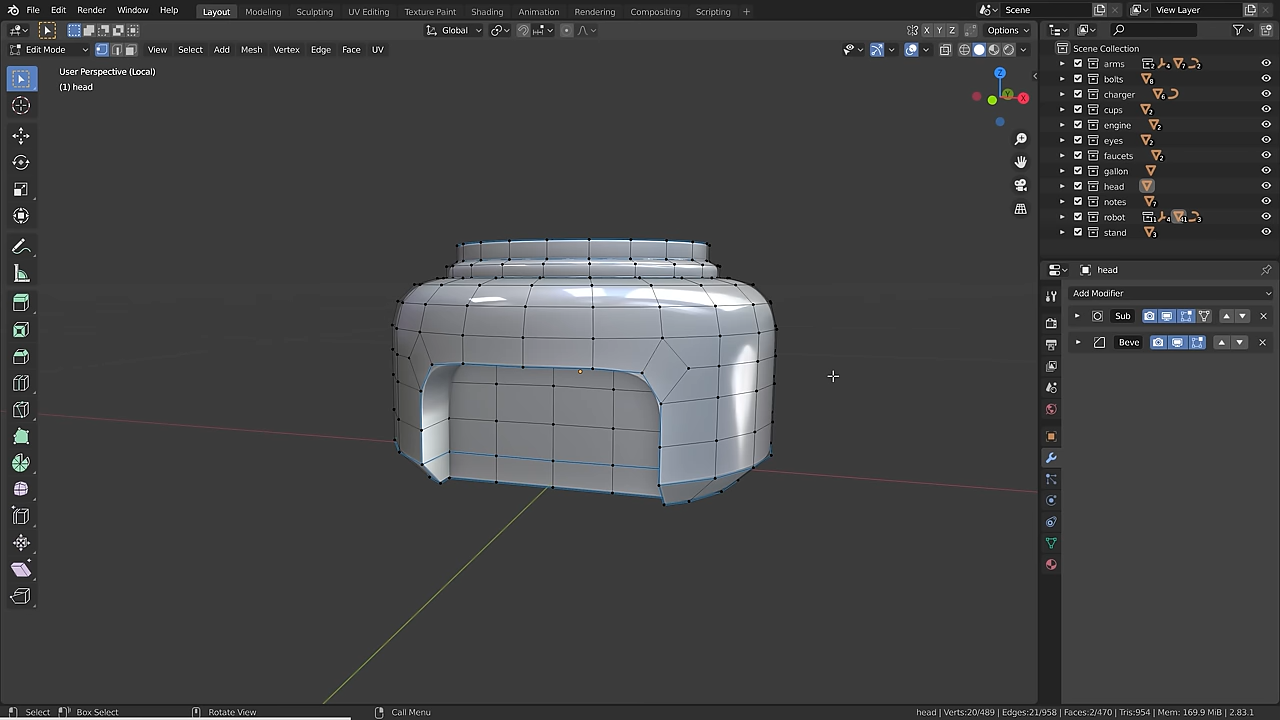 File Edit Render Window Help Layout Modeling Sculpting UV Editing Texture Paint Shading Animation Rendering Compositing Scripting + Scene View Layer
Global X Y Z Options
Edit Mode View Select Add Mesh Vertex Edge Face UV
Scene Collection
User Perspective (Local)
(1) head
Z
Y
X
arms
bolts
charger
cups
engine
eyes
faucets
gallon
head
notes
robot
stand
head
Add Modifier
Sub
Beve
Select Box Select Rotate View Call Menu head | Verts:20/489 | Edges:21/958 | Faces:2/470 | Tris:954 | Mem: 169.9 MiB | 2.83.1